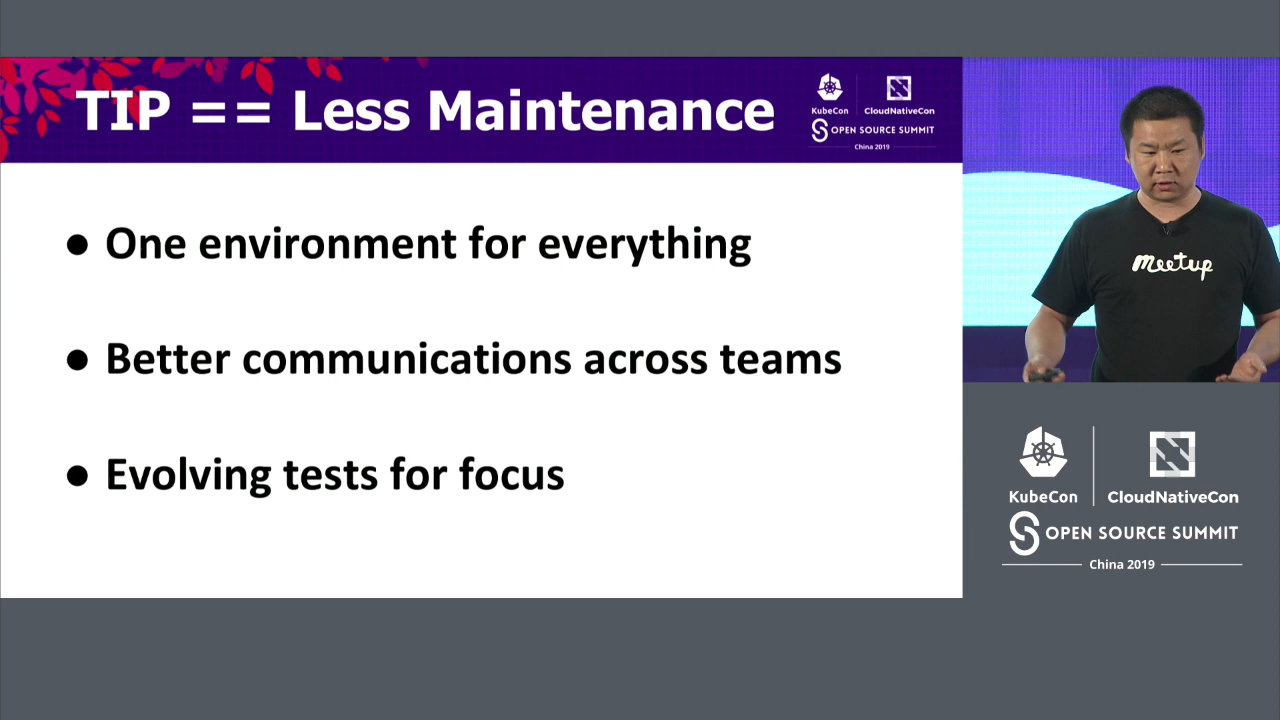 TIP == Less Maintenance
KubeCon
CloudNativeCon
OPEN SOURCE SUMMIT
China 2019
● One environment for everything
● Better communications across teams
● Evolving tests for focus
Meetup
KubeCon
CloudNativeCon
OPEN SOURCE SUMMIT
China 2019